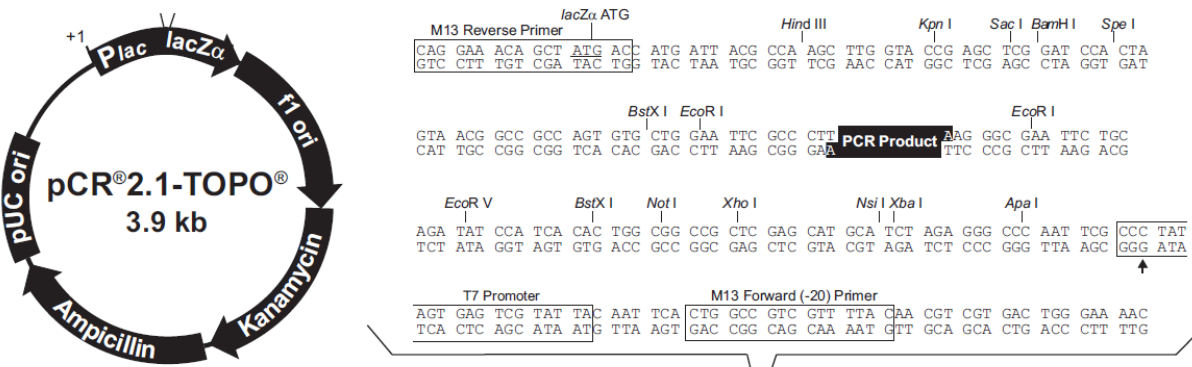 +1
Plac
lacZα
f1 ori
Kanamycin
Ampicillin
pUC ori
pCR®2.1-TOPO®
3.9 kb
lacZα ATG
M13 Reverse Primer
Hind III
Kpn I
Sac I
BamH I
Spe I
CAG GAA ACA GCT ATG ACC ATG ATT ACG CCA AGC TTG GTA CCG AGC TCG GAT CCA CTA
GTC CTT TGT CGA TAC TGG TAC TAA TGC GGT TCG AAC CAT GGC TCG AGC CTA GGT GAT
BstX I
EcoR I
EcoR I
GTA ACG GCC GCC AGT GTG CTG GAA TTC GCC CTT PCR Product AAG GGC GAA TTC TGC
CAT TGC CGG CGG TCA CAC GAC CTT AAG CGG GAA TTC CCG CTT AAG ACG
EcoR V
BstX I
Not I
Xho I
Nsi I
Xba I
Apa I
AGA TAT CCA TCA CAC TGG CGG CCG CTC GAG CAT GCA TCT AGA GGG CCC AAT TCG CCC TAT
TCT ATA GGT AGT GTG ACC GCC GGC GAG CTC GTA CGT AGA TCT CCC GGG TTA AGC GGG ATA
T7 Promoter
M13 Forward (-20) Primer
AGT GAG TCG TAT TAC AAT TCA CTG GCC GTC GTT TTA CAA CGT CGT GAC TGG GAA AAC
TCA CTC AGC ATA ATG TTA AGT GAC CGG CAG CAA AAT GTT GCA GCA CTG ACC CTT TTG